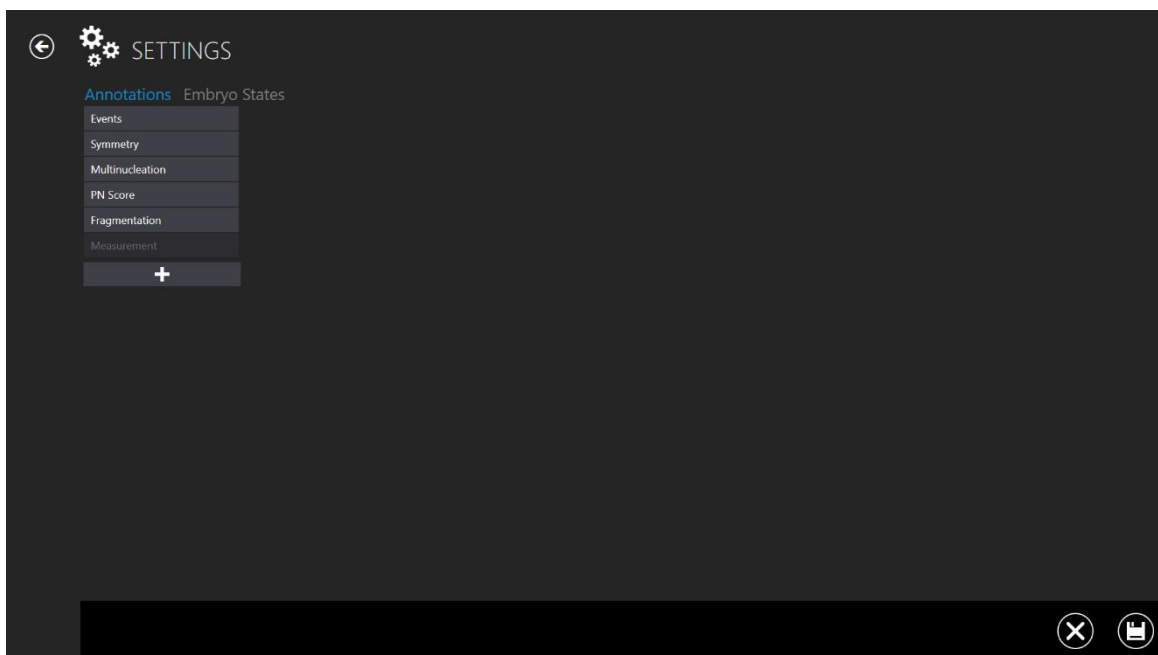 SETTINGS
Annotations Embryo States
Events
Symmetry
Multinucleation
PN Score
Fragmentation
Measurement